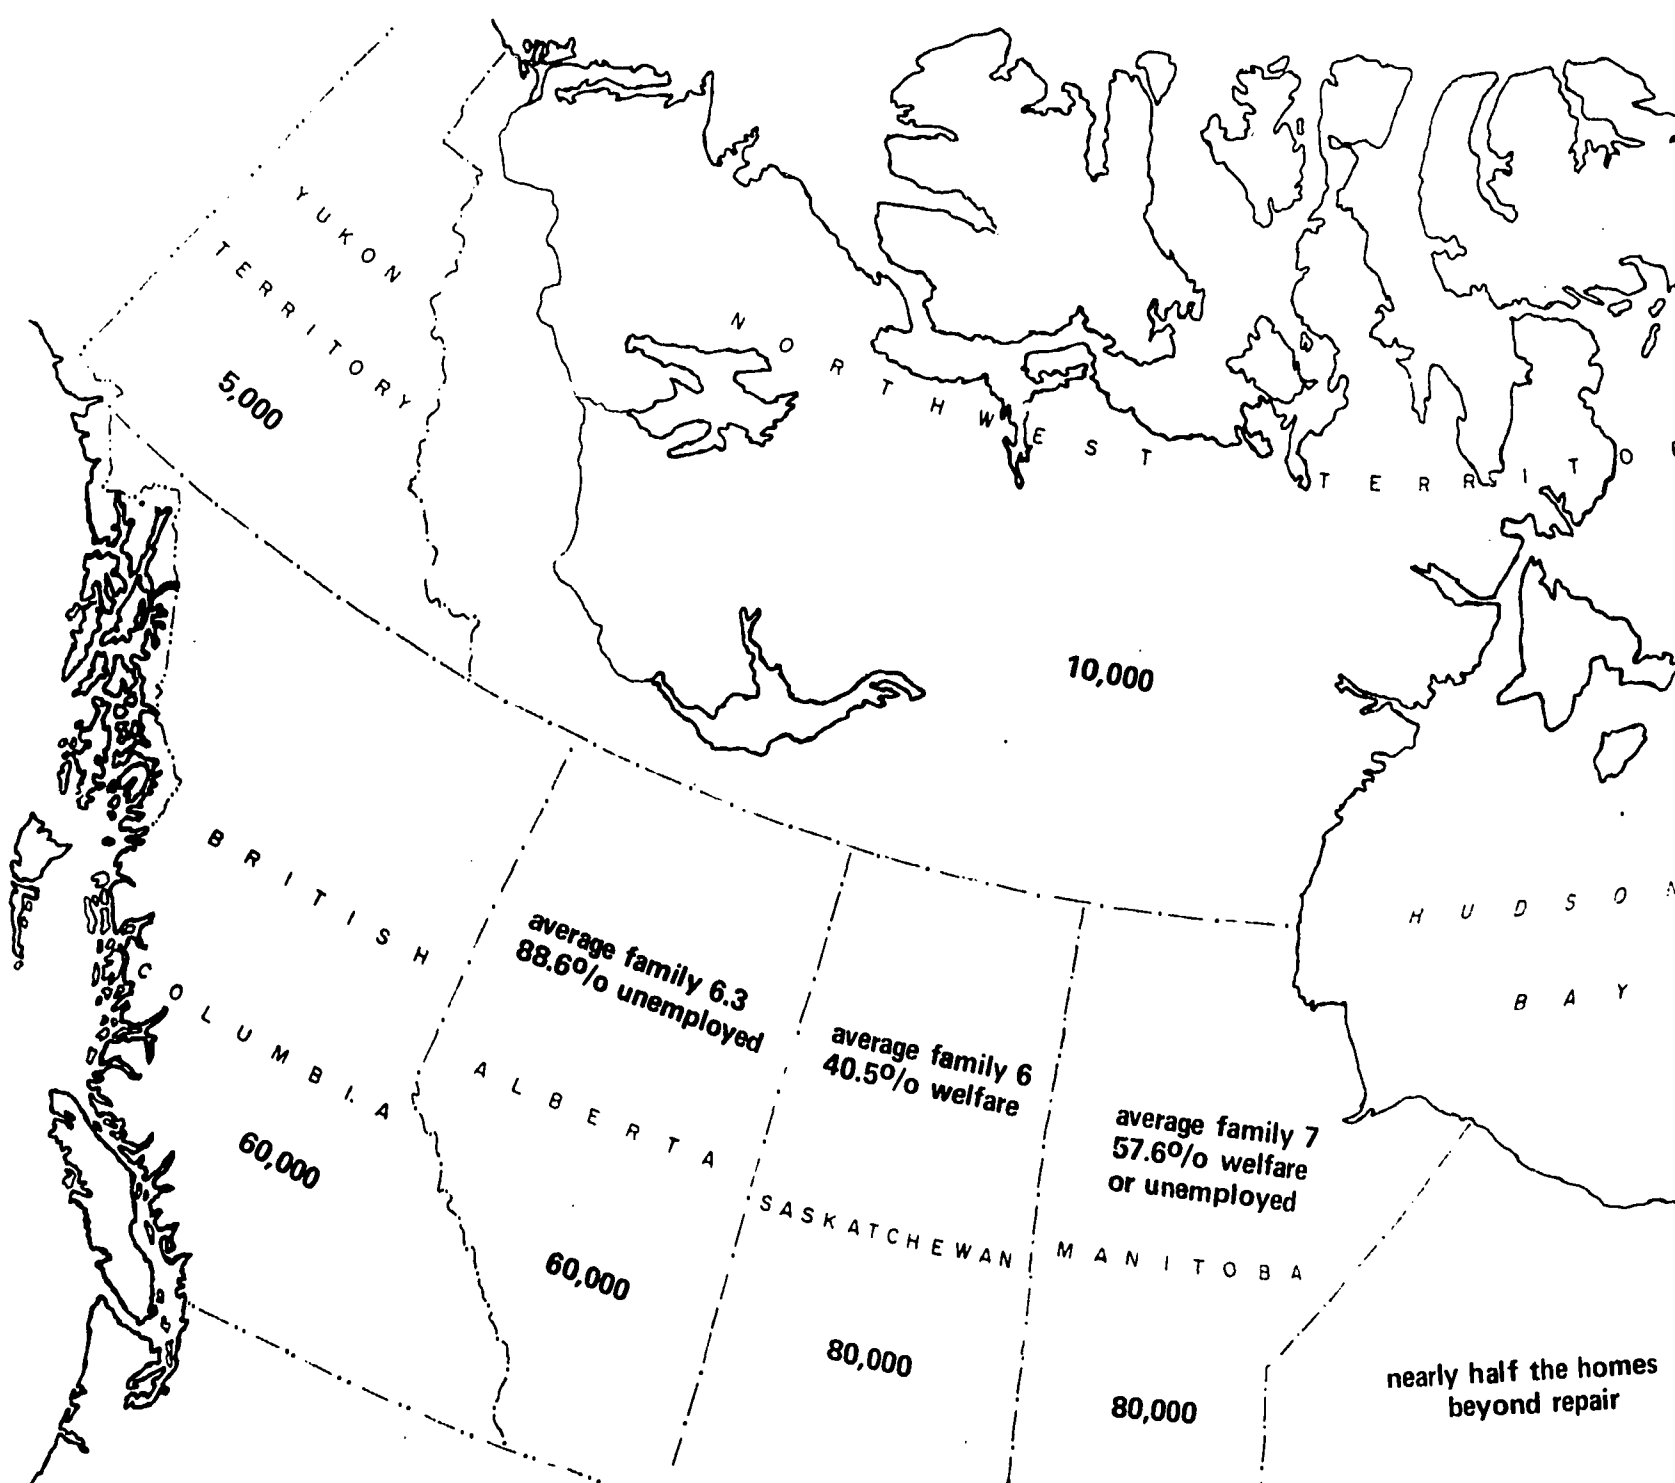 YUKON
TERRITORY
5,000
NORTHWEST TERRITO
10,000
HUDSON
BAY
BRITISH
COLUMBIA
60,000
average family 6.3
88.6% unemployed
ALBERTA
60,000
average family 6
40.5% welfare
SASKATCHEWAN
80,000
average family 7
57.6% welfare
or unemployed
MANITOBA
80,000
nearly half the homes
beyond repair